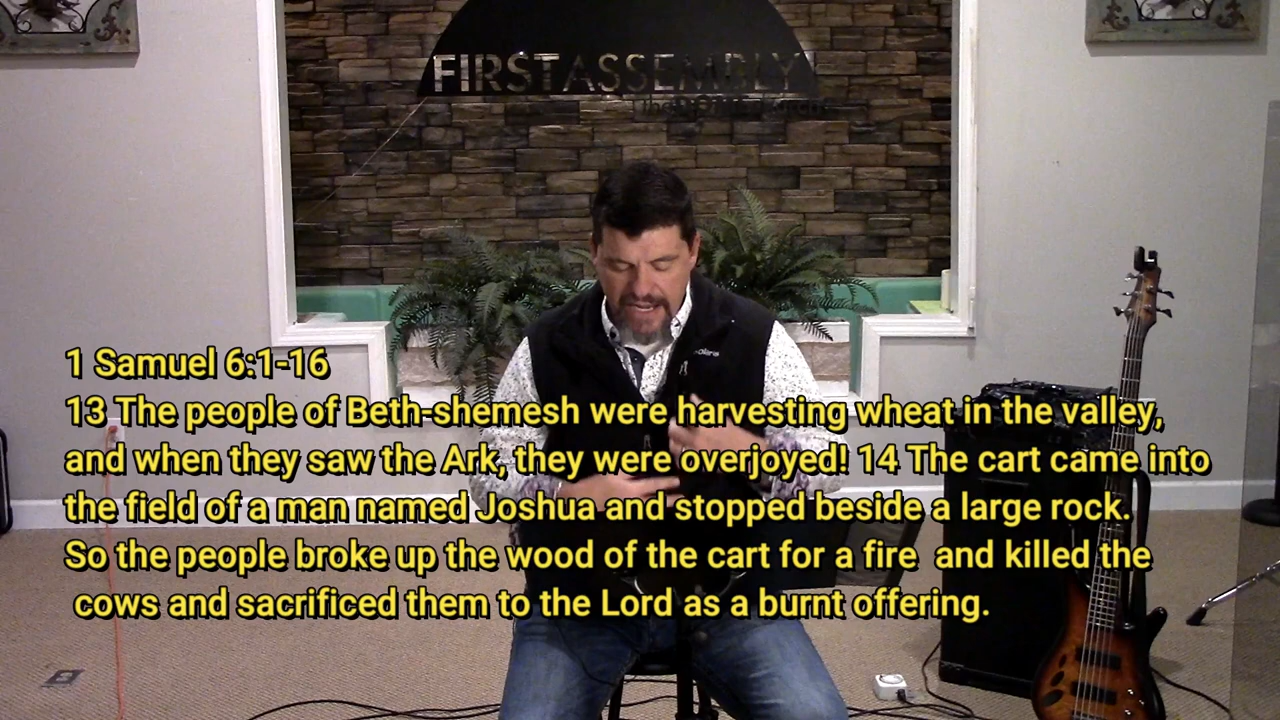 FIRST ASSEMBLY
1 Samuel 6:1-16
13 The people of Beth-shemesh were harvesting wheat in the valley,
and when they saw the Ark, they were overjoyed! 14 The cart came into
the field of a man named Joshua and stopped beside a large rock.
So the people broke up the wood of the cart for a fire  and killed the
cows and sacrificed them to the Lord as a burnt offering.